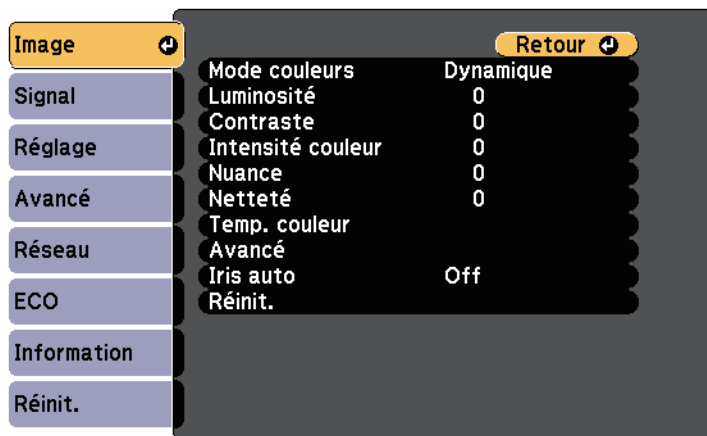 Image
Signal
Réglage
Avancé
Réseau
ECO
Information
Réinit.
Retour
Mode couleurs Dynamique
Luminosité 0
Contraste 0
Intensité couleur 0
Nuance 0
Netteté 0
Temp. couleur
Avancé
Iris auto Off
Réinit.